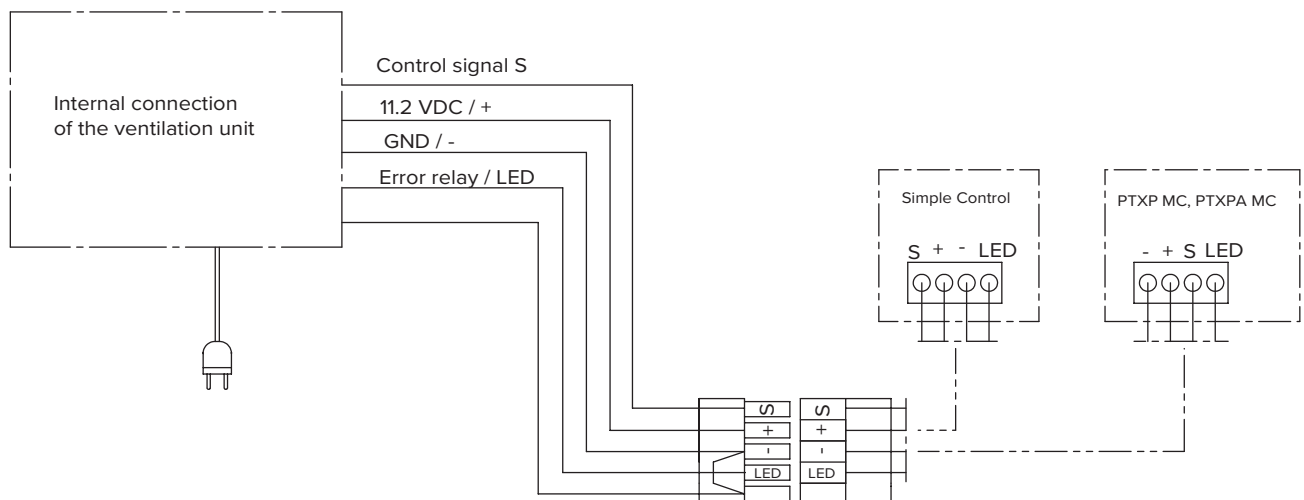 Control signal S
Internal connection
of the ventilation unit
11.2 VDC / +
GND / -
Error relay / LED
Simple Control
S + - LED
PTXP MC, PTXPA MC
- + S LED
S S
+ +
- -
LED LED